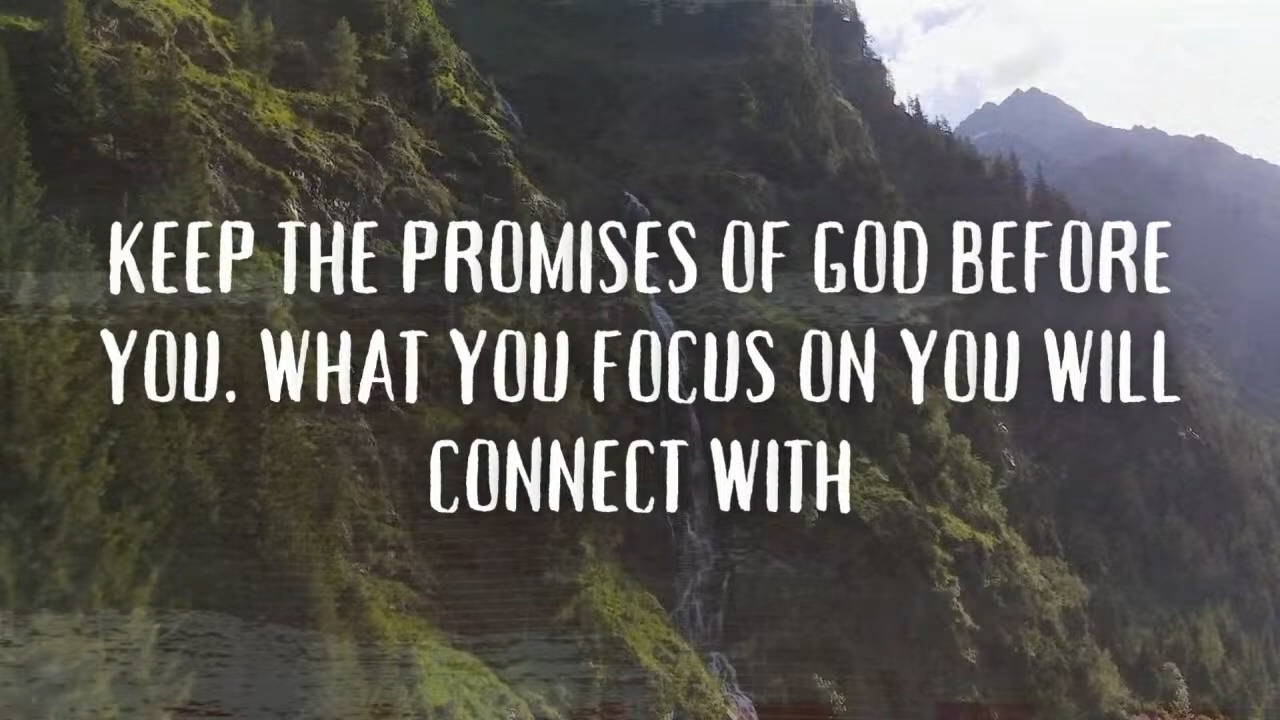 KEEP THE PROMISES OF GOD BEFORE
YOU. WHAT YOU FOCUS ON YOU WILL
CONNECT WITH